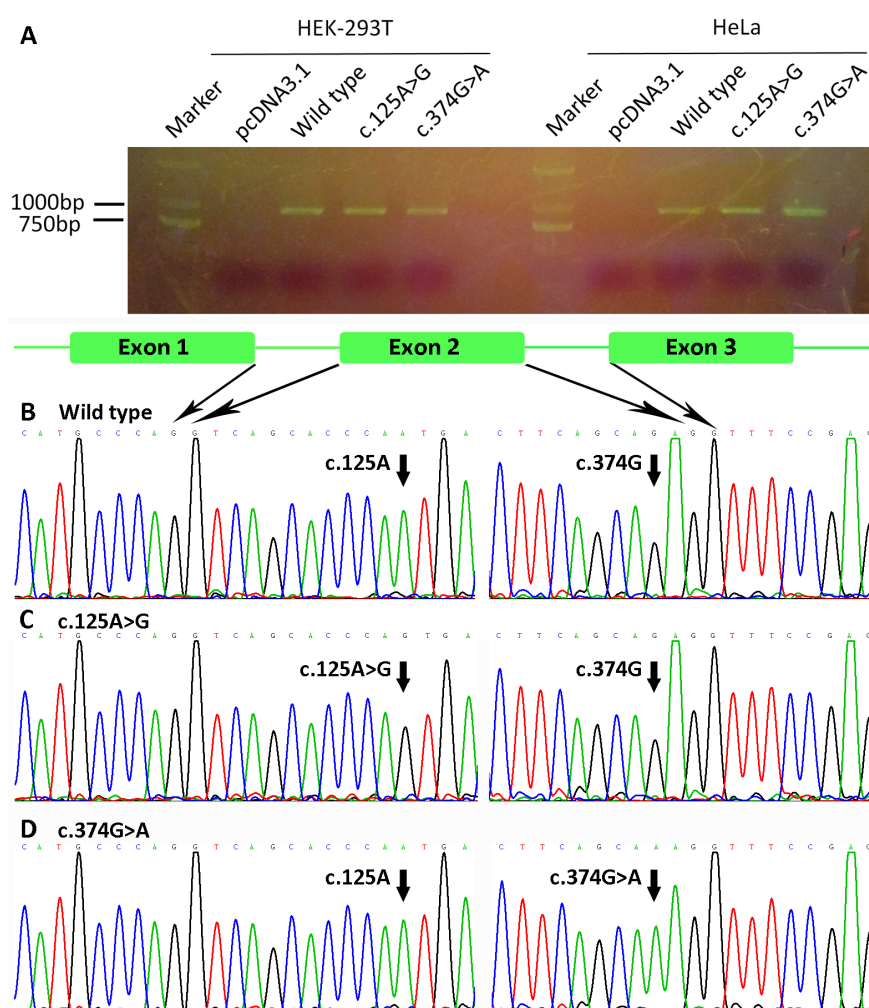 A
HEK-293T
HeLa
Marker
pcDNA3.1
Wild type
c.125A>G
c.374G>A
Marker
pcDNA3.1
Wild type
c.125A>G
c.374G>A
1000bp
750bp
Exon 1 Exon 2 Exon 3
B Wild type
C A T G C C C A G G T C A G C A C C C A A T G A
C T T C A G C A G A G G T T T C C G A
c.125A
c.374G
C c.125A>G
C A T G C C C A G G T C A G C A C C C A G T G A
C T T C A G C A G A G G T T T C C G A
c.125A>G
c.374G
D c.374G>A
C A T G C C C A G G T C A G C A C C C A A T G A
C T T C A G C A A A G G T T T C C G A
c.125A
c.374G>A